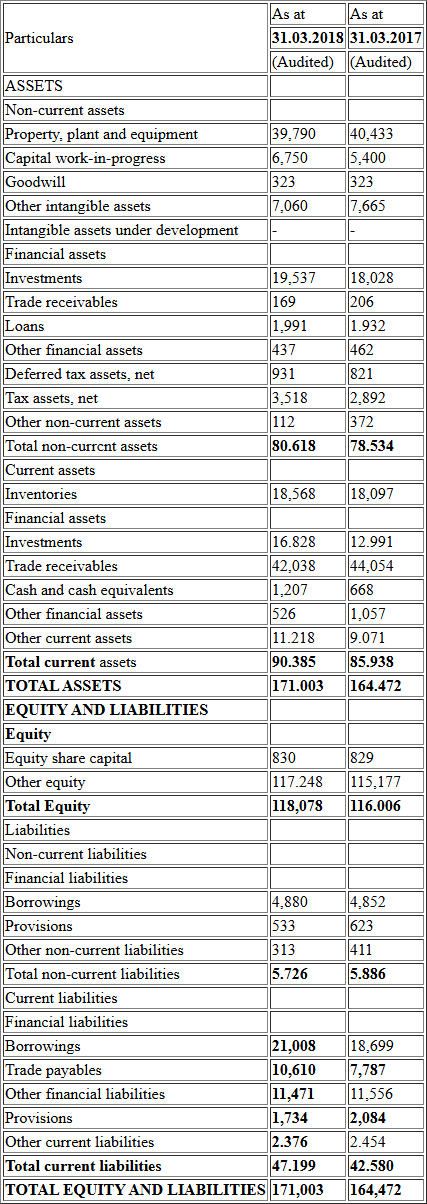 Particulars As at As at
31.03.2018 31.03.2017
(Audited) (Audited)
ASSETS
Non-current assets
Property, plant and equipment 39,790 40,433
Capital work-in-progress 6,750 5,400
Goodwill 323 323
Other intangible assets 7,060 7,665
Intangible assets under development - -
Financial assets
Investments 19,537 18,028
Trade receivables 169 206
Loans 1,991 1.932
Other financial assets 437 462
Deferred tax assets, net 931 821
Tax assets, net 3,518 2,892
Other non-current assets 112 372
Total non-currcnt assets 80.618 78.534
Current assets
Inventories 18,568 18,097
Financial assets
Investments 16.828 12.991
Trade receivables 42,038 44,054
Cash and cash equivalents 1,207 668
Other financial assets 526 1,057
Other current assets 11.218 9.071
Total current assets 90.385 85.938
TOTAL ASSETS 171.003 164.472
EQUITY AND LIABILITIES
Equity
Equity share capital 830 829
Other equity 117.248 115,177
Total Equity 118,078 116.006
Liabilities
Non-current liabilities
Financial liabilities
Borrowings 4,880 4,852
Provisions 533 623
Other non-current liabilities 313 411
Total non-current liabilities 5.726 5.886
Current liabilities
Financial liabilities
Borrowings 21,008 18,699
Trade payables 10,610 7,787
Other financial liabilities 11,471 11,556
Provisions 1,734 2,084
Other current liabilities 2.376 2.454
Total current liabilities 47.199 42.580
TOTAL EQUITY AND LIABILITIES 171,003 164,472